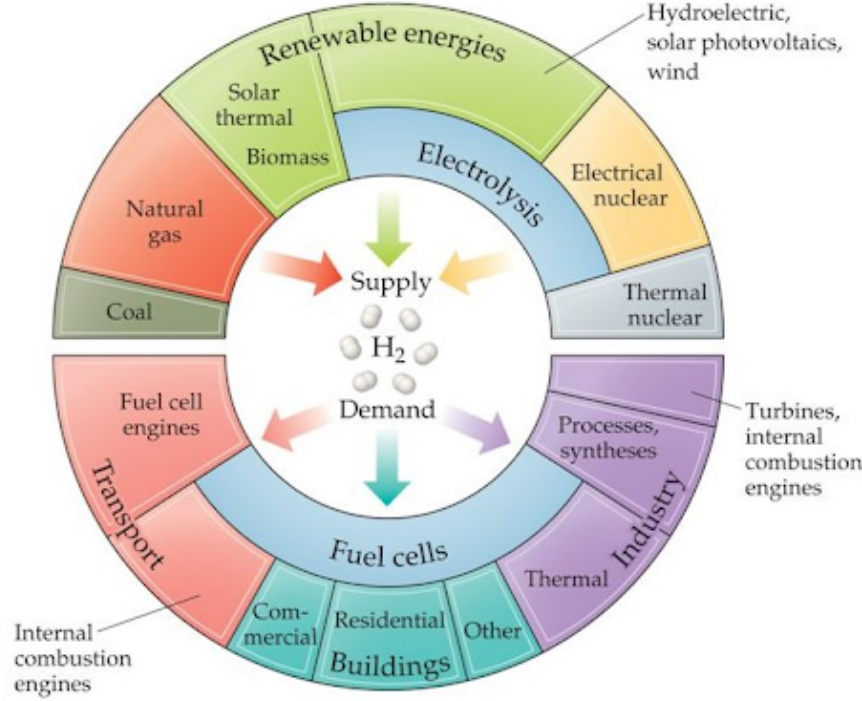 Hydroelectric,
solar photovoltaics,
wind
Renewable energies
Solar
thermal
Biomass
Electrolysis
Electrical
nuclear
Natural
gas
Supply
Coal
Thermal
nuclear
H₂
Demand
Fuel cell
engines
Processes,
syntheses
Turbines,
internal
combustion
engines
Transport
Industry
Fuel cells
Thermal
Com-
mercial
Residential
Other
Buildings
Internal
combustion
engines